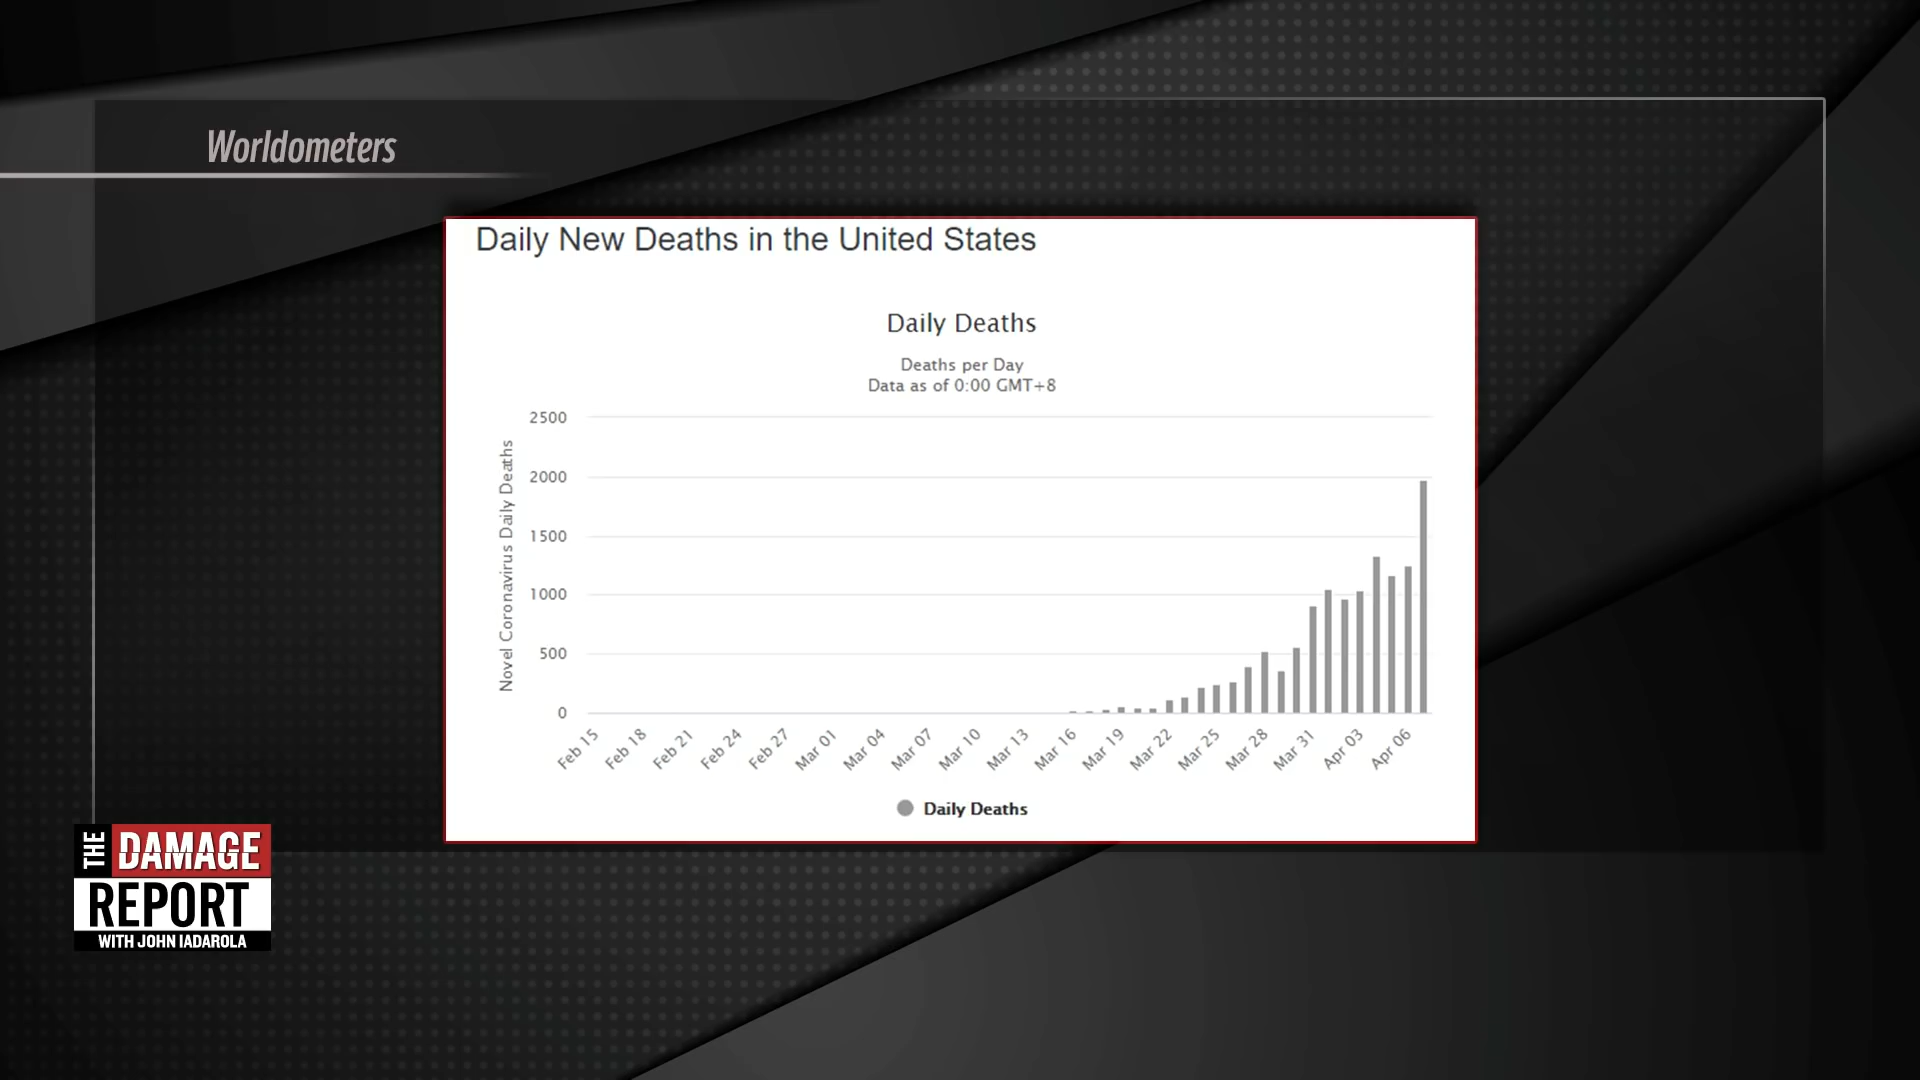 Worldometers
Daily New Deaths in the United States
Daily Deaths
Deaths per Day
Data as of 0:00 GMT+8
Novel Coronavirus Daily Deaths
2500
2000
1500
1000
500
0
Feb 15
Feb 18
Feb 21
Feb 24
Feb 27
Mar 01
Mar 04
Mar 07
Mar 10
Mar 13
Mar 16
Mar 19
Mar 22
Mar 25
Mar 28
Mar 31
Apr 03
Apr 06
Daily Deaths
THE DAMAGE
REPORT
WITH JOHN IADAROLA